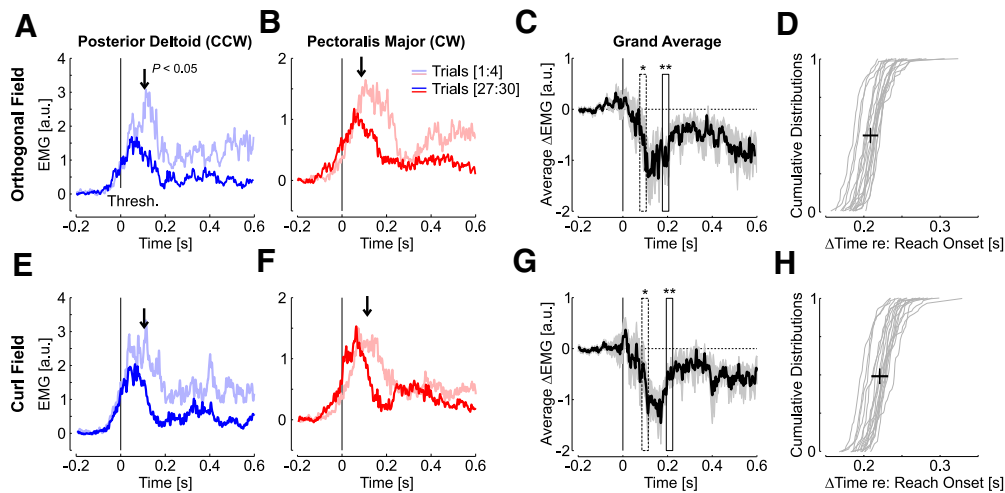 A
B
C
D
Posterior Deltoid (CCW)
Pectoralis Major (CW)
Grand Average
Orthogonal Field
EMG [a.u.]
4
3
2
1
0
P < 0.05
Thresh.
-0.2 0 0.2 0.4 0.6
Time [s]
2
1
0
Trials [1:4]
Trials [27:30]
-0.2 0 0.2 0.4 0.6
Time [s]
Average ΔEMG [a.u.]
1
0
-1
-2
* **
-0.2 0 0.2 0.4 0.6
Time [s]
Cumulative Distributions
1
0
0.2 0.3
ΔTime re: Reach Onset [s]
E
F
G
H
Curl Field
EMG [a.u.]
4
3
2
1
0
-0.2 0 0.2 0.4 0.6
Time [s]
2
1
0
-0.2 0 0.2 0.4 0.6
Time [s]
Average ΔEMG [a.u.]
1
0
-1
-2
* **
-0.2 0 0.2 0.4 0.6
Time [s]
Cumulative Distributions
1
0
0.2 0.3
ΔTime re: Reach Onset [s]